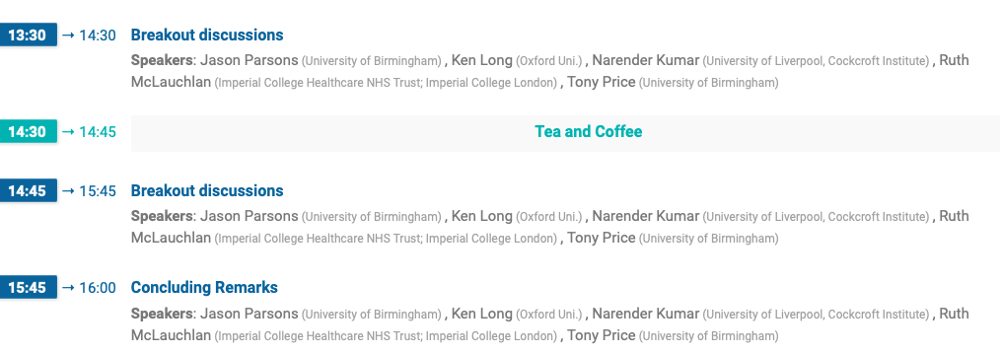 13:30 → 14:30 Breakout discussions
Speakers: Jason Parsons (University of Birmingham) , Ken Long (Oxford Uni.) , Narender Kumar (University of Liverpool, Cockcroft Institute) , Ruth
McLauchlan (Imperial College Healthcare NHS Trust; Imperial College London) , Tony Price (University of Birmingham)
14:30 → 14:45 Tea and Coffee
14:45 → 15:45 Breakout discussions
Speakers: Jason Parsons (University of Birmingham) , Ken Long (Oxford Uni.) , Narender Kumar (University of Liverpool, Cockcroft Institute) , Ruth
McLauchlan (Imperial College Healthcare NHS Trust; Imperial College London) , Tony Price (University of Birmingham)
15:45 → 16:00 Concluding Remarks
Speakers: Jason Parsons (University of Birmingham) , Ken Long (Oxford Uni.) , Narender Kumar (University of Liverpool, Cockcroft Institute) , Ruth
McLauchlan (Imperial College Healthcare NHS Trust; Imperial College London) , Tony Price (University of Birmingham)